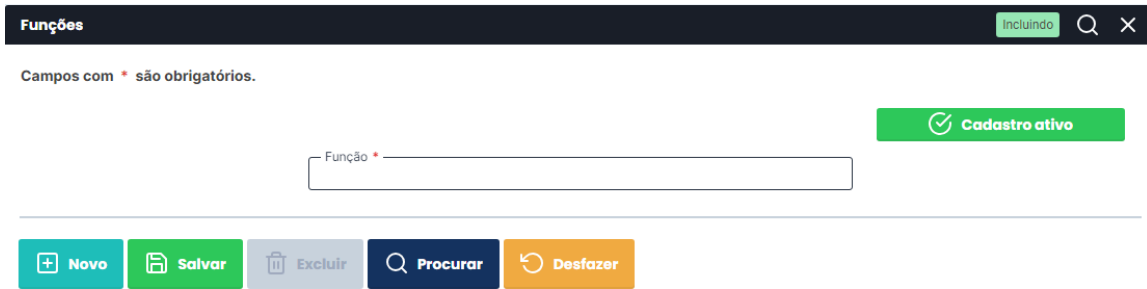 Funções Incluindo
Campos com * são obrigatórios.
Cadastro ativo
Função *
Novo Salvar Excluir Procurar Desfazer